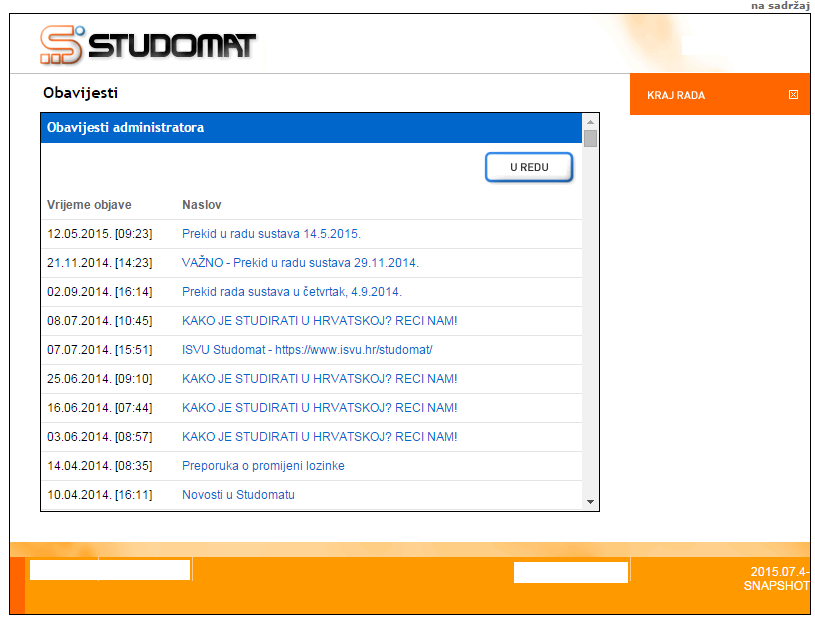 na sadržaj
STUDOMAT
Obavijesti
KRAJ RADA
Obavijesti administratora
U REDU
Vrijeme objave Naslov
12.05.2015. [09:23] Prekid u radu sustava 14.5.2015.
21.11.2014. [14:23] VAŽNO - Prekid u radu sustava 29.11.2014.
02.09.2014. [16:14] Prekid rada sustava u četvrtak, 4.9.2014.
08.07.2014. [10:45] KAKO JE STUDIRATI U HRVATSKOJ? RECI NAM!
07.07.2014. [15:51] ISVU Studomat - https://www.isvu.hr/studomat/
25.06.2014. [09:10] KAKO JE STUDIRATI U HRVATSKOJ? RECI NAM!
16.06.2014. [07:44] KAKO JE STUDIRATI U HRVATSKOJ? RECI NAM!
03.06.2014. [08:57] KAKO JE STUDIRATI U HRVATSKOJ? RECI NAM!
14.04.2014. [08:35] Preporuka o promijeni lozinke
10.04.2014. [16:11] Novosti u Studomatu
2015.07.4-
SNAPSHOT